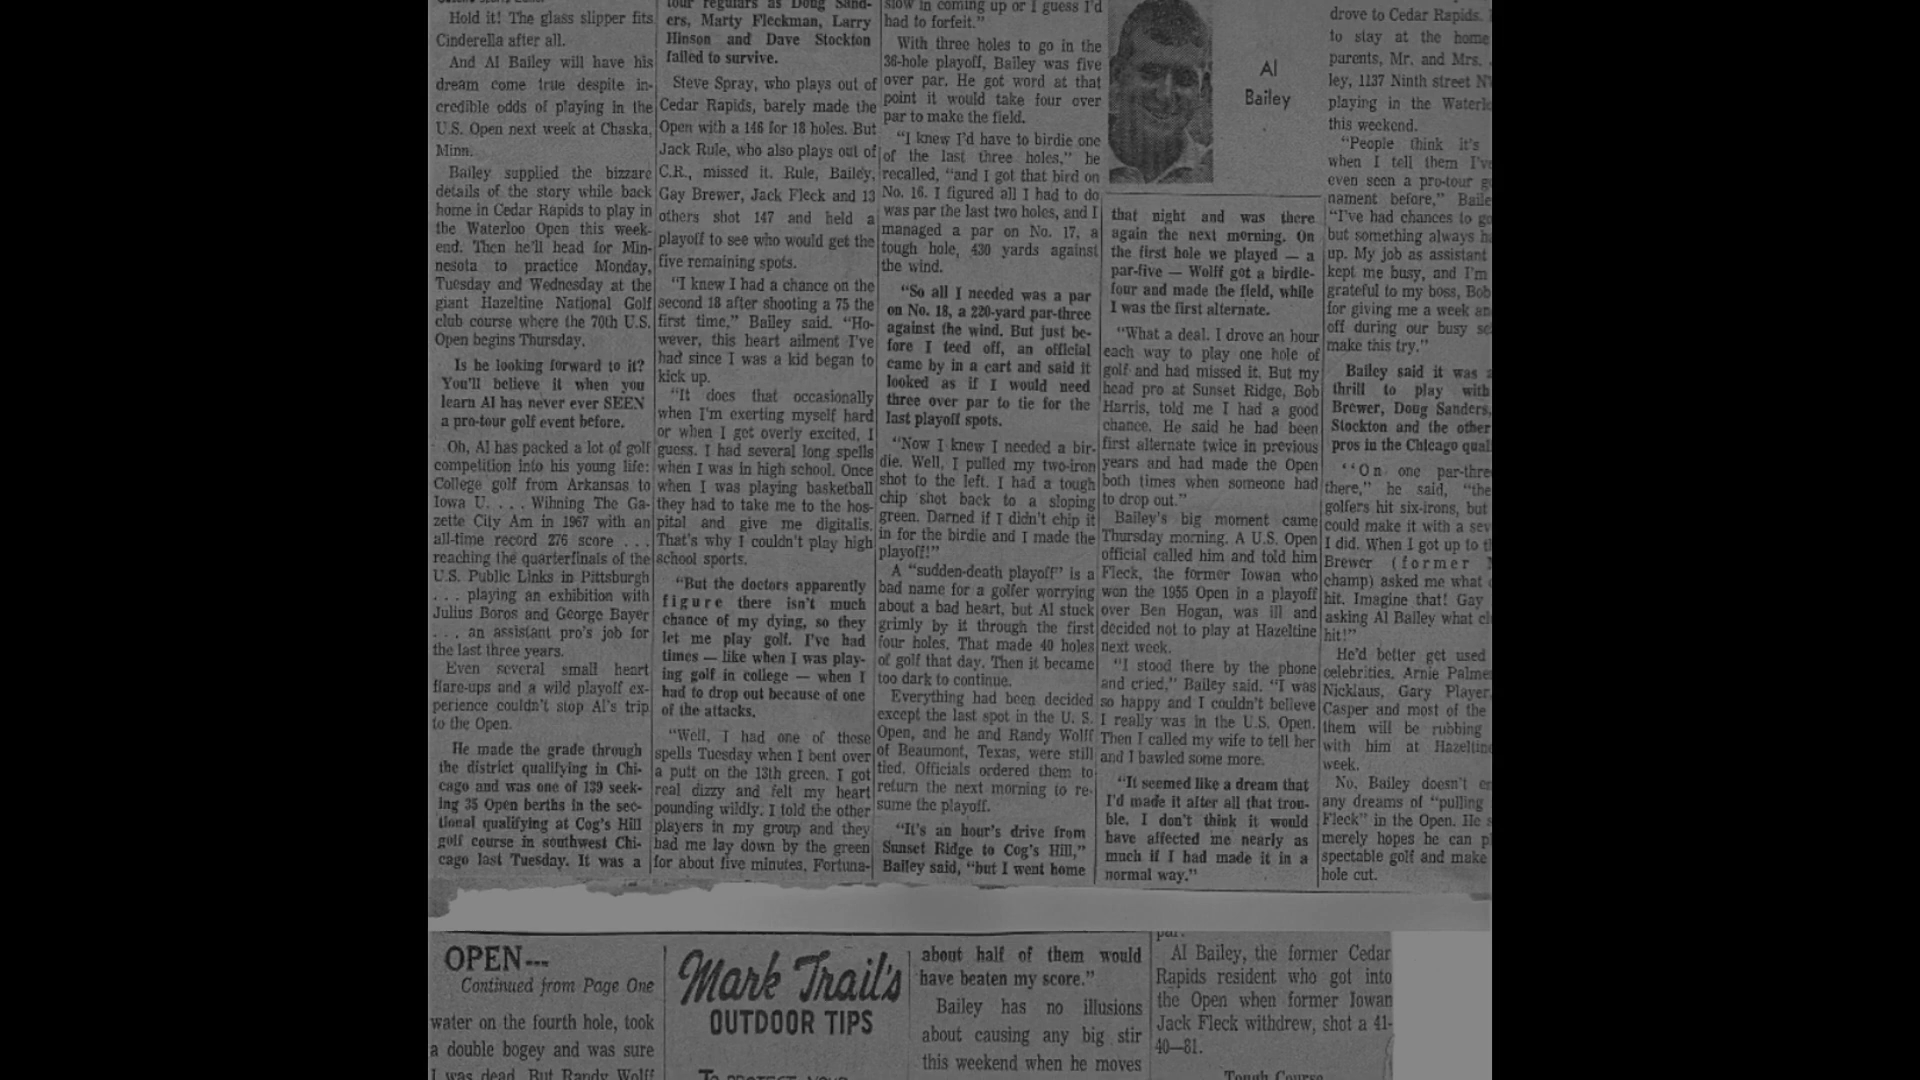 Hold it! The glass slipper fits
Cinderella after all.
And Al Bailey will have his
dream come true despite in-
credible odds of playing in the
U.S. Open next week at Chaska,
Minn.
Bailey supplied the bizzare
details of the story while back
home in Cedar Rapids to play in
the Waterloo Open this week-
end. Then he'll head for Min-
nesota to practice Monday,
Tuesday and Wednesday at the
giant Hazeltine National Golf
club course where the 70th U.S.
Open begins Thursday.
Is he looking forward to it?
You'll believe it when you
learn Al has never ever SEEN
a pro-tour golf event before.
Oh, Al has packed a lot of golf
competition into his young life:
College golf from Arkansas to
Iowa U. . . . Winning The Ga-
zette City Am in 1967 with an
all-time record 276 score . . .
reaching the quarterfinals of the
U.S. Public Links in Pittsburgh
. . . playing an exhibition with
Julius Boros and George Bayer
. . . an assistant pro's job for
the last three years.
Even several small heart
flare-ups and a wild playoff ex-
perience couldn't stop Al's trip
to the Open.
He made the grade through
the district qualifying in Chi-
cago and was one of 139 seek-
ing 35 Open berths in the sec-
tional qualifying at Cog's Hill
golf course in southwest Chi-
cago last Tuesday. It was a
tour regulars as Doug Sand-
ers, Marty Fleckman, Larry
Hinson and Dave Stockton
failed to survive.
Steve Spray, who plays out of
Cedar Rapids, barely made the
Open with a 146 for 18 holes. But
Jack Rule, who also plays out of
C.R., missed it. Rule, Bailey,
Gay Brewer, Jack Fleck and 13
others shot 147 and held a
playoff to see who would get the
five remaining spots.
"I knew I had a chance on the
second 18 after shooting a 75 the
first time," Bailey said. "Ho-
wever, this heart ailment I've
had since I was a kid began to
kick up.
"It does that occasionally
when I'm exerting myself hard
or when I get overly excited, I
guess. I had several long spells
when I was in high school. Once
when I was playing basketball
they had to take me to the hos-
pital and give me digitalis.
That's why I couldn't play high
school sports.
"But the doctors apparently
figure there isn't much
chance of my dying, so they
let me play golf. I've had
times — like when I was play-
ing golf in college — when I
had to drop out because of one
of the attacks.
"Well, I had one of these
spells Tuesday when I bent over
a putt on the 13th green. I got
real dizzy and felt my heart
pounding wildly. I told the other
players in my group and they
had me lay down by the green
for about five minutes. Fortuna-
slow in coming up or I guess I'd
had to forfeit."
With three holes to go in the
36-hole playoff, Bailey was five
over par. He got word at that
point it would take four over
par to make the field.
"I knew I'd have to birdie one
of the last three holes," he
recalled, "and I got that bird on
No. 16. I figured all I had to do
was par the last two holes, and I
managed a par on No. 17, a
tough hole, 430 yards against
the wind.
"So all I needed was a par
on No. 18, a 220-yard par-three
against the wind. But just be-
fore I teed off, an official
came by in a cart and said it
looked as if I would need
three over par to tie for the
last playoff spots.
"Now I knew I needed a bir-
die. Well, I pulled my two-iron
shot to the left. I had a tough
chip shot back to a sloping
green. Darned if I didn't chip it
in for the birdie and I made the
playoff!"
A "sudden-death playoff" is a
bad name for a golfer worrying
about a bad heart, but Al stuck
grimly by it through the first
four holes. That made 40 holes
of golf that day. Then it became
too dark to continue.
Everything had been decided
except the last spot in the U. S.
Open, and he and Randy Wolff
of Beaumont, Texas, were still
tied. Officials ordered them to
return the next morning to re-
sume the playoff.
"It's an hour's drive from
Sunset Ridge to Cog's Hill,"
Bailey said, "but I went home
Al
Bailey
that night and was there
again the next morning. On
the first hole we played — a
par-five — Wolff got a birdie-
four and made the field, while
I was the first alternate.
"What a deal. I drove an hour
each way to play one hole of
golf and had missed it. But my
head pro at Sunset Ridge, Bob
Harris, told me I had a good
chance. He said he had been
first alternate twice in previous
years and had made the Open
both times when someone had
to drop out."
Bailey's big moment came
Thursday morning. A U.S. Open
official called him and told him
Fleck, the former Iowan who
won the 1955 Open in a playoff
over Ben Hogan, was ill and
decided not to play at Hazeltine
next week.
"I stood there by the phone
and cried," Bailey said. "I was
so happy and I couldn't believe
I really was in the U.S. Open.
Then I called my wife to tell her
and I bawled some more.
"It seemed like a dream that
I'd made it after all that trou-
ble. I don't think it would
have affected me nearly as
much if I had made it in a
normal way."
drove to Cedar Rapids.
to stay at the home
parents, Mr. and Mrs.
ley, 1137 Ninth street N
playing in the Waterlo
this weekend.
"People think it's
when I tell them I've
even seen a pro-tour g
nament before," Baile
"I've had chances to go
but something always ha
up. My job as assistant
kept me busy, and I'm
grateful to my boss, Bob
for giving me a week an
off during our busy se
make this try."
Bailey said it was a
thrill to play with
Brewer, Doug Sanders,
Stockton and the other
pros in the Chicago qual
"On one par-thre
there," he said, "the
golfers hit six-irons, but
could make it with a sev
I did. When I got up to t
Brewer (former
champ) asked me what
hit. Imagine that! Gay
asking Al Bailey what cl
hit!"
He'd better get used
celebrities. Arnie Palme
Nicklaus, Gary Player,
Casper and most of the
them will be rubbing
with him at Hazeltine
week.
No, Bailey doesn't en
any dreams of "pulling
Fleck" in the Open. He s
merely hopes he can pl
spectable golf and make
hole cut.
OPEN---
Continued from Page One
water on the fourth hole, took
a double bogey and was sure
I was dead. But Randy Wolff
Mark Trail's
OUTDOOR TIPS
TO PROTECT YOUR
about half of them would
have beaten my score."
Bailey has no illusions
about causing any big stir
this weekend when he moves
par.
Al Bailey, the former Cedar
Rapids resident who got into
the Open when former Iowan
Jack Fleck withdrew, shot a 41-
40—81.
Tough Course